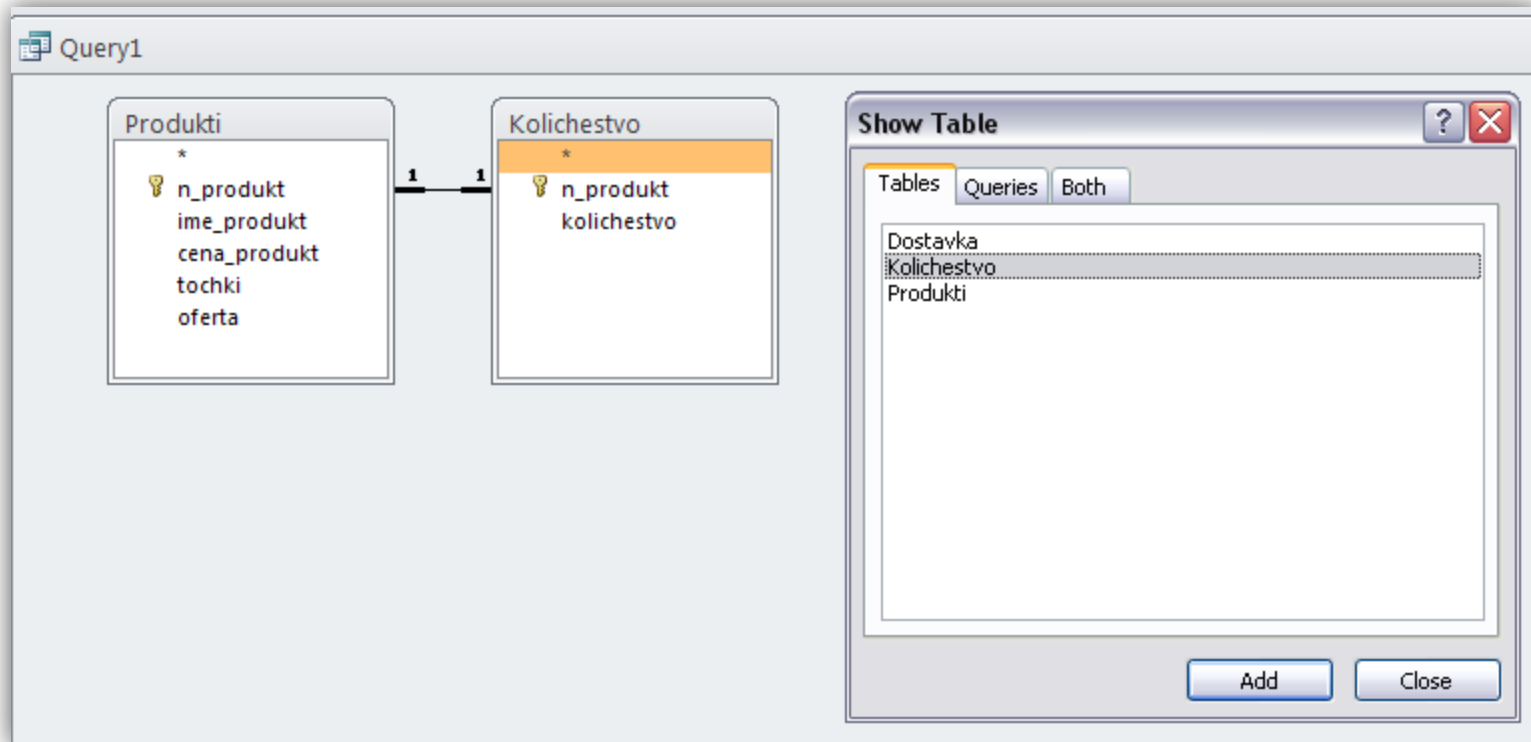 Query1
Produkti
*
n_produkt
ime_produkt
cena_produkt
tochki
oferta
1 1
Kolichestvo
*
n_produkt
kolichestvo
Show Table
?
Tables Queries Both
Dostavka
Kolichestvo
Produkti
Add Close